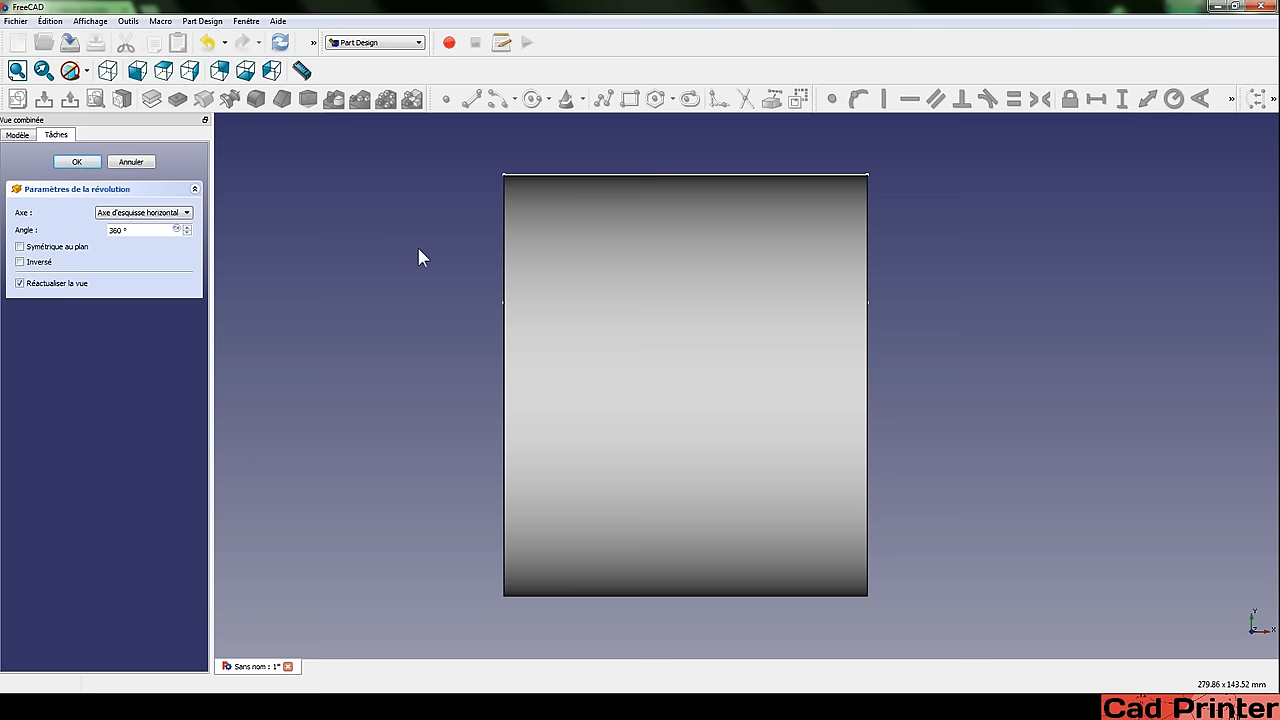 FreeCAD
Fichier Édition Affichage Outils Macro Part Design Fenêtre Aide
» Part Design
» »
Vue combinée
Modèle Tâches
OK Annuler
Paramètres de la révolution
Axe : Axe d'esquisse horizontal
Angle : 360 °
Symétrique au plan
Inversé
Réactualiser la vue
Y
X
Sans nom : 1*
279.86 x 143.52 mm
Cad Printer